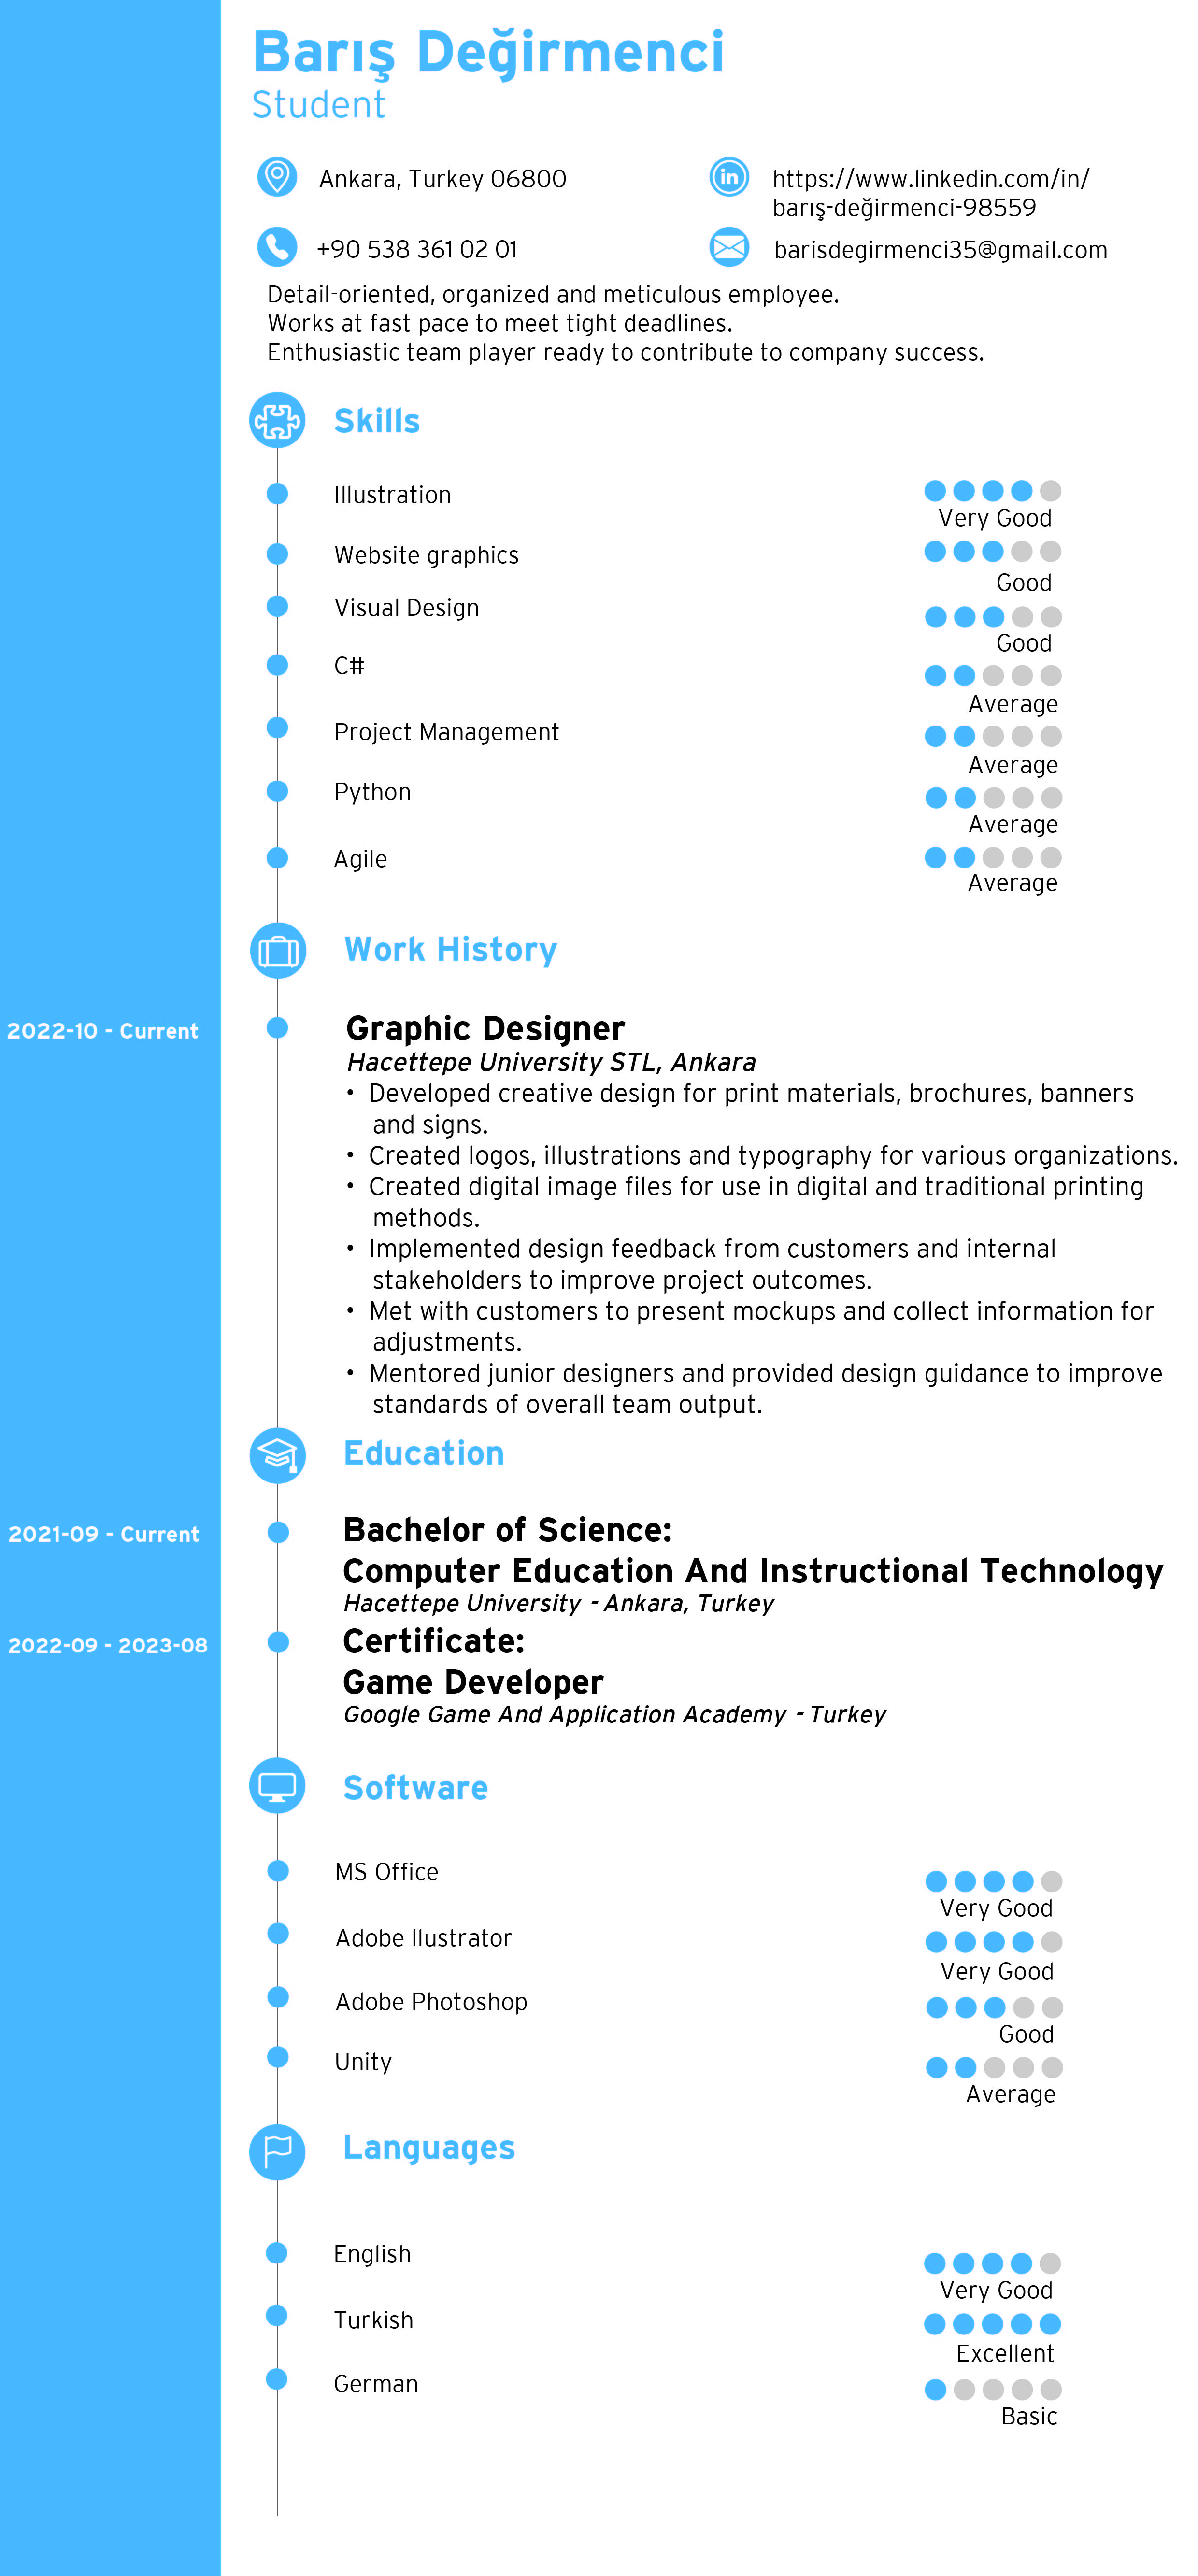 Barış Değirmenci
Student
Ankara, Turkey 06800
https://www.linkedin.com/in/
barış-değirmenci-98559
+90 538 361 02 01
barisdegirmenci35@gmail.com
Detail-oriented, organized and meticulous employee.
Works at fast pace to meet tight deadlines.
Enthusiastic team player ready to contribute to company success.
Skills
Illustration
Very Good
Website graphics
Good
Visual Design
Good
C#
Average
Project Management
Average
Python
Average
Agile
Average
Work History
2022-10 - Current
Graphic Designer
Hacettepe University STL, Ankara
• Developed creative design for print materials, brochures, banners
and signs.
• Created logos, illustrations and typography for various organizations.
• Created digital image files for use in digital and traditional printing
methods.
• Implemented design feedback from customers and internal
stakeholders to improve project outcomes.
• Met with customers to present mockups and collect information for
adjustments.
• Mentored junior designers and provided design guidance to improve
standards of overall team output.
Education
2021-09 - Current
Bachelor of Science:
Computer Education And Instructional Technology
Hacettepe University - Ankara, Turkey
2022-09 - 2023-08
Certificate:
Game Developer
Google Game And Application Academy - Turkey
Software
MS Office
Very Good
Adobe Ilustrator
Very Good
Adobe Photoshop
Good
Unity
Average
Languages
English
Very Good
Turkish
Excellent
German
Basic